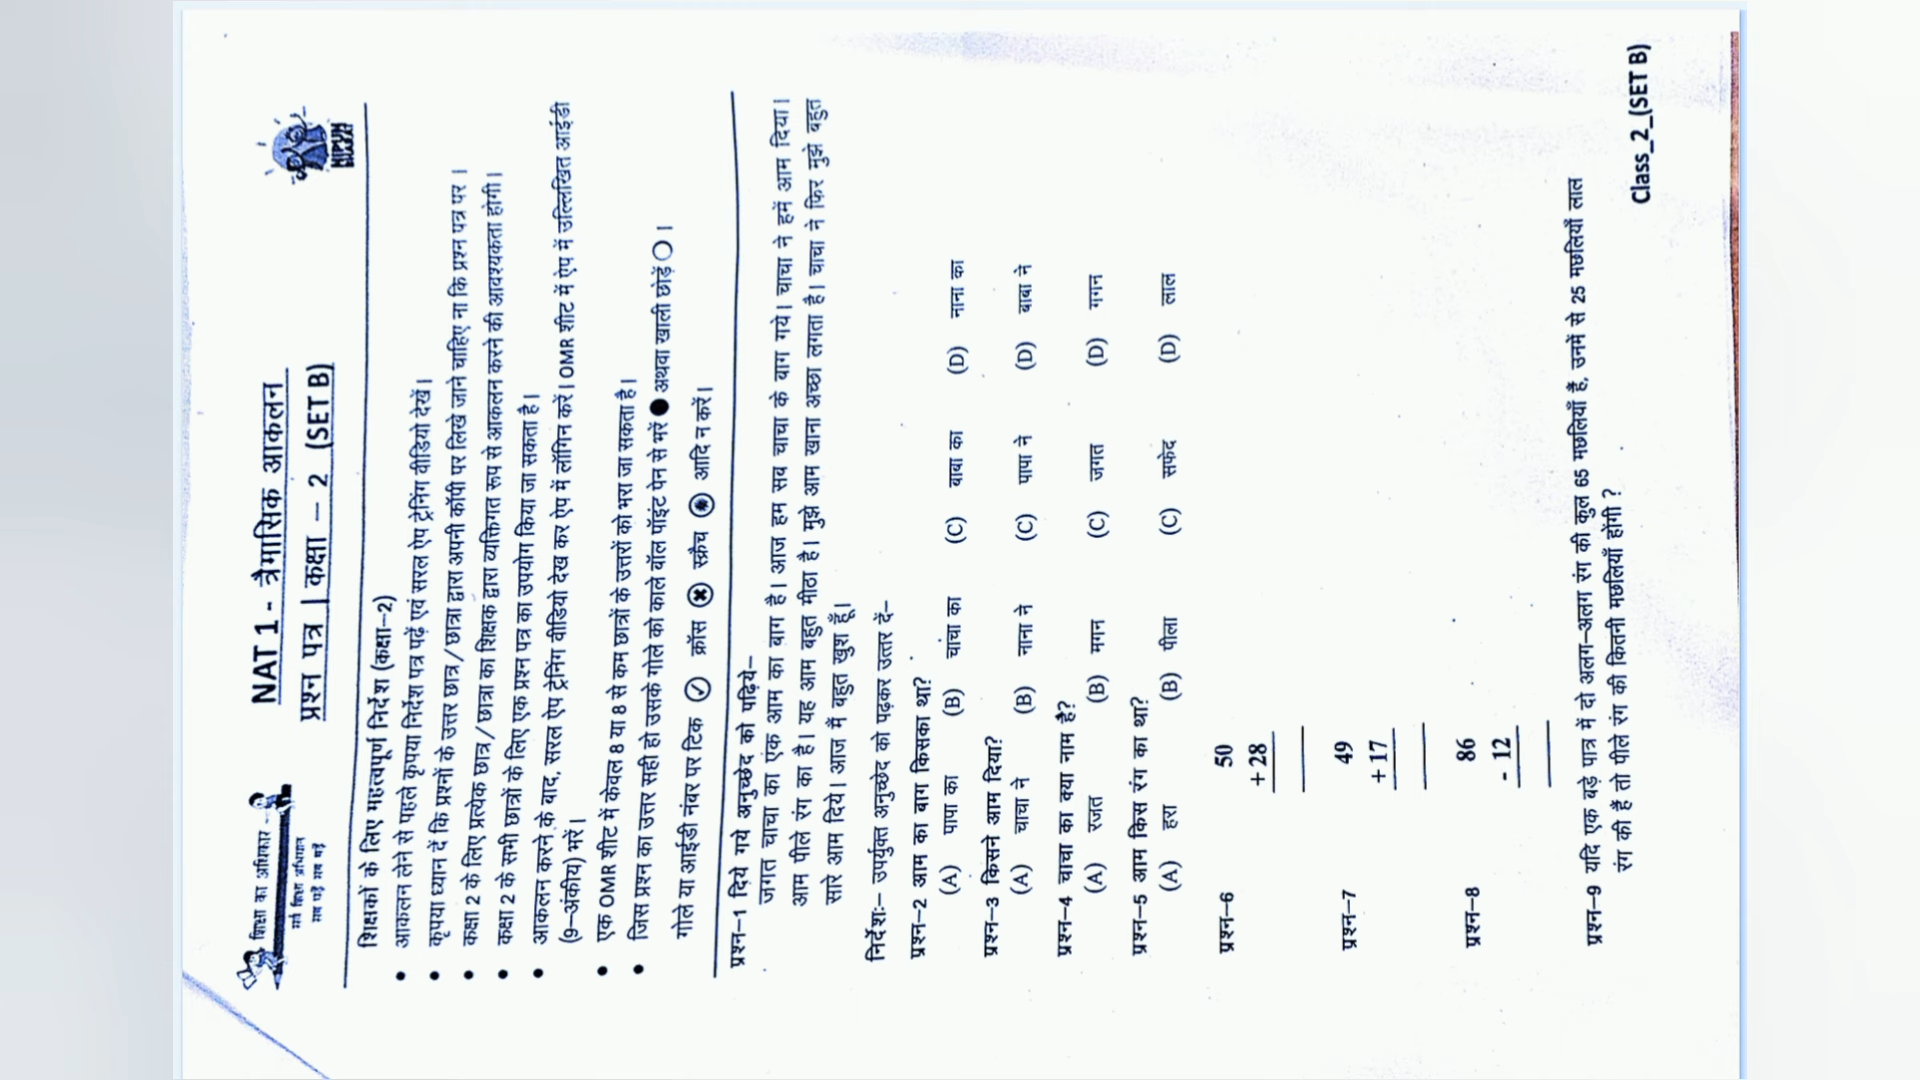 शिक्षा का अधिकार
सर्व शिक्षा अभियान
सब पढ़ें सब बढ़ें
NAT 1 - त्रैमासिक आकलन
प्रश्न पत्र | कक्षा – 2 (SET B)
NIPUN
BHARAT
शिक्षकों के लिए महत्वपूर्ण निर्देश (कक्षा–2)
• आकलन लेने से पहले कृपया निर्देश पत्र पढ़ें एवं सरल ऐप ट्रेनिंग वीडियो देखें।
• कृपया ध्यान दें कि प्रश्नों के उत्तर छात्र/छात्रा द्वारा अपनी कॉपी पर लिखे जाने चाहिए ना कि प्रश्न पत्र पर ।
• कक्षा 2 के लिए प्रत्येक छात्र/छात्रा का शिक्षक द्वारा व्यक्तिगत रूप से आकलन करने की आवश्यकता होगी।
• कक्षा 2 के सभी छात्रों के लिए एक प्रश्न पत्र का उपयोग किया जा सकता है।
• आकलन करने के बाद, सरल ऐप ट्रेनिंग वीडियो देख कर ऐप में लॉगिन करें। OMR शीट में ऐप में उल्लिखित आईडी
(9–अंकीय) भरें।
• एक OMR शीट में केवल 8 या 8 से कम छात्रों के उत्तरों को भरा जा सकता है।
• जिस प्रश्न का उत्तर सही हो उसके गोले को काले बॉल पॉइंट पेन से भरें ● अथवा खाली छोड़ें ○ ।
गोले या आईडी नंबर पर टिक ✓ क्रॉस ✖ स्क्रैच ◉ आदि न करें।
प्रश्न–1 दिये गये अनुच्छेद को पढ़िये–
जगत चाचा का एक आम का बाग है। आज हम सब चाचा के बाग गये। चाचा ने हमें आम दिया।
आम पीले रंग का है। यह आम बहुत मीठा है। मुझे आम खाना अच्छा लगता है। चाचा ने फिर मुझे बहुत
सारे आम दिये। आज मैं बहुत खुश हूँ।
निर्देशः– उपर्युक्त अनुच्छेद को पढ़कर उत्तर दें–
प्रश्न–2 आम का बाग किसका था?
(A) पापा का (B) चाचा का (C) बाबा का (D) नाना का
प्रश्न–3 किसने आम दिया?
(A) चाचा ने (B) नाना ने (C) पापा ने (D) बाबा ने
प्रश्न–4 चाचा का क्या नाम है?
(A) रजत (B) मगन (C) जगत (D) गगन
प्रश्न–5 आम किस रंग का था?
(A) हरा (B) पीला (C) सफेद (D) लाल
प्रश्न–6 50
+28
प्रश्न–7 49
+17
प्रश्न–8 86
- 12
प्रश्न–9 यदि एक बड़े पात्र में दो अलग–अलग रंग की कुल 65 मछलियाँ हैं, उनमें से 25 मछलियाँ लाल
रंग की हैं तो पीले रंग की कितनी मछलियाँ होंगी ?
Class_2_(SET B)